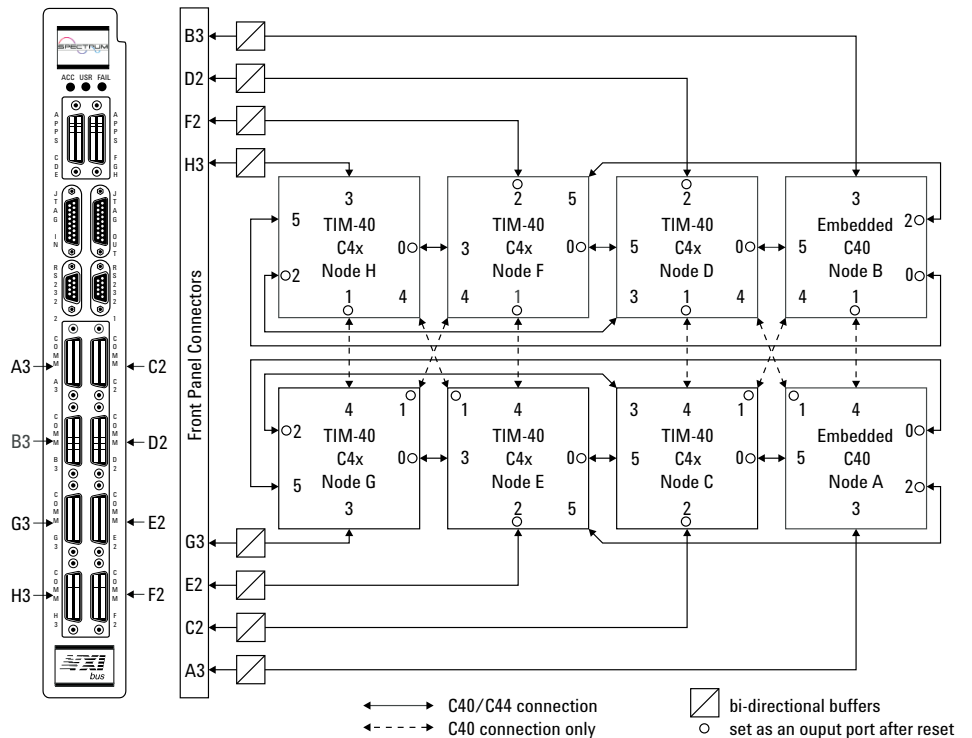 SPECTRUM
ACC USR FAIL
APPS CDE
APPS FGH
JTAG IN
JTAG OUT
RS232 2
RS232 1
COMM A3
COMM C2
COMM B3
COMM D2
COMM G3
COMM E2
COMM H3
COMM F2
VXI
bus
A3
C2
B3
D2
G3
E2
H3
F2
Front Panel Connectors
B3
D2
F2
H3
3
5
TIM-40
C4x
Node H
0
2
1
4
2
5
TIM-40
C4x
Node F
3
0
4
1
2
TIM-40
C4x
Node D
5
0
3
1
4
3
Embedded
C40
Node B
2
5
0
4
1
4
1
2
TIM-40
C4x
Node G
0
5
3
1
4
TIM-40
C4x
Node E
3
0
2
5
3
4
1
TIM-40
C4x
Node C
5
0
2
1
4
Embedded
C40
Node A
0
5
2
3
G3
E2
C2
A3
C40/C44 connection
C40 connection only
bi-directional buffers
set as an ouput port after reset